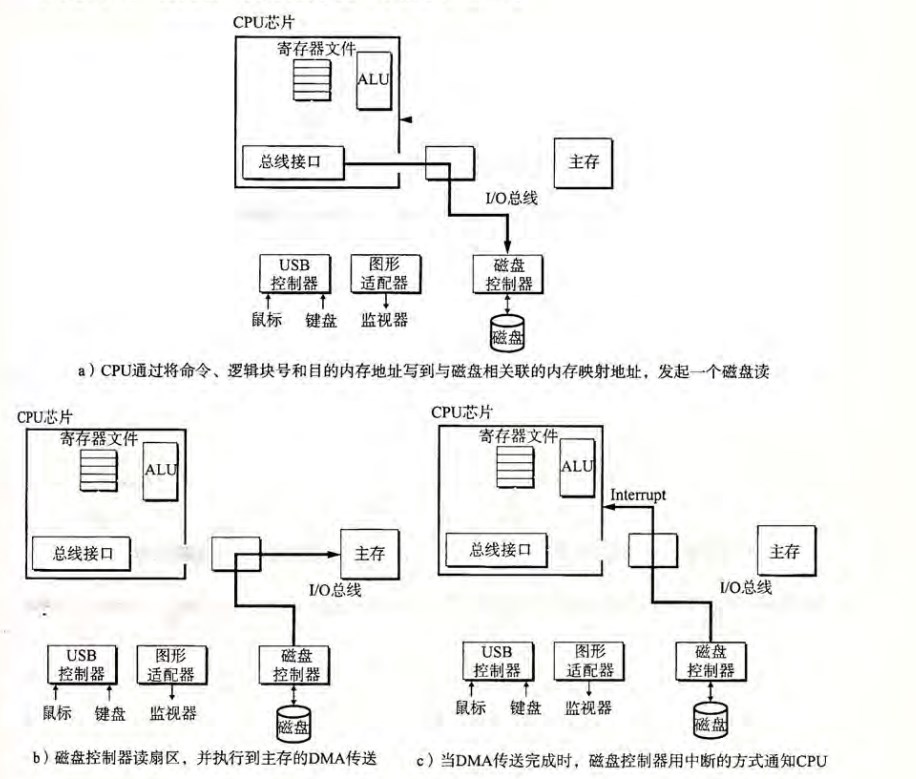 CPU芯片
寄存器文件
ALU
总线接口
主存
I/O总线
USB
控制器
图形
适配器
磁盘
控制器
鼠标
键盘
监视器
磁盘
a）CPU通过将命令、逻辑块号和目的内存地址写到与磁盘相关联的内存映射地址，发起一个磁盘读
CPU芯片
寄存器文件
ALU
总线接口
主存
I/O总线
USB
控制器
图形
适配器
磁盘
控制器
鼠标
键盘
监视器
磁盘
b）磁盘控制器读扇区，并执行到主存的DMA传送
CPU芯片
寄存器文件
ALU
Interrupt
总线接口
主存
I/O总线
USB
控制器
图形
适配器
磁盘
控制器
鼠标
键盘
监视器
磁盘
c）当DMA传送完成时，磁盘控制器用中断的方式通知CPU